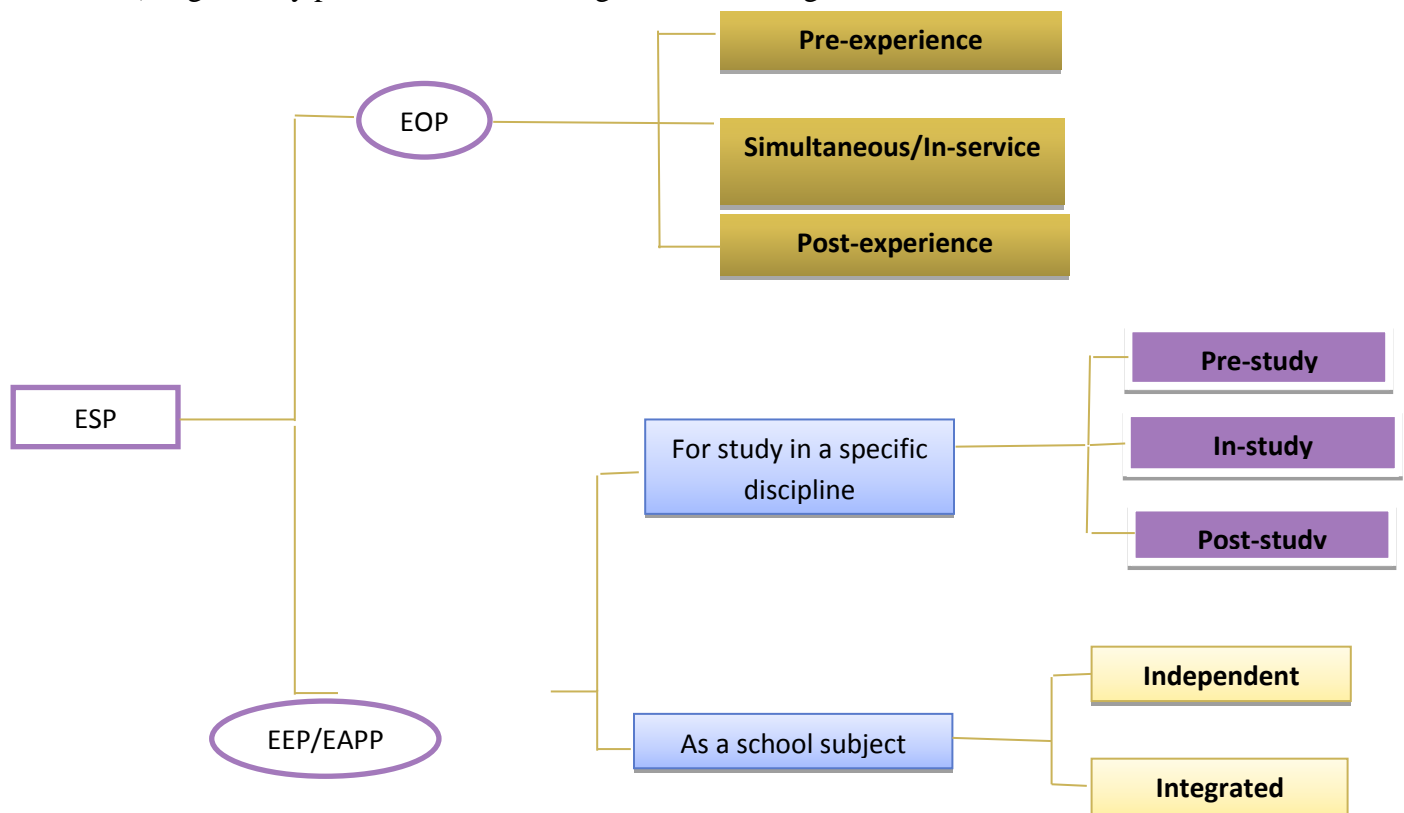 Pre-experience
EOP
Simultaneous/In-service
Post-experience
Pre-study
ESP
For study in a specific
discipline
In-study
Post-study
Independent
EEP/EAPP
As a school subject
Integrated